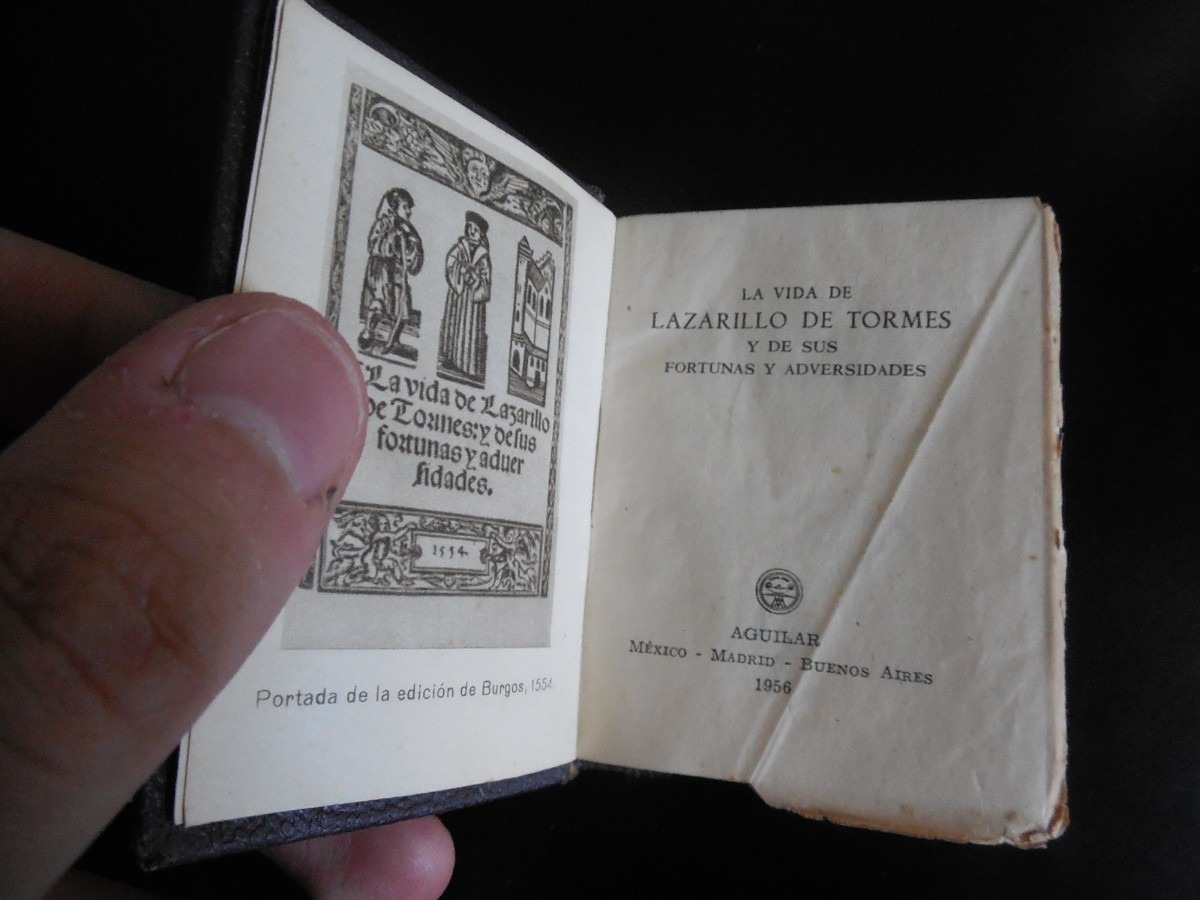 La vida de Lazarillo
de Tormes: y de sus
fortunas y aduer
sidades.
1554
Portada de la edición de Burgos, 1554
LA VIDA DE
LAZARILLO DE TORMES
Y DE SUS
FORTUNAS Y ADVERSIDADES
AGUILAR
MÉXICO - MADRID - BUENOS AIRES
1956